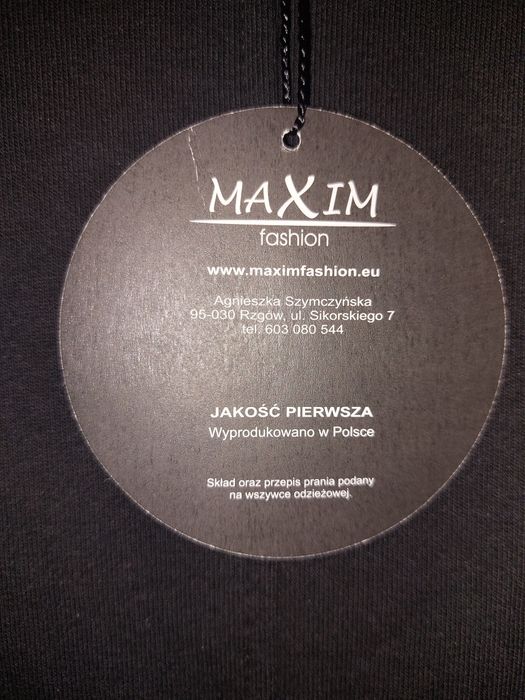 MAXIM
fashion
www.maximfashion.eu
Agnieszka Szymczyńska
95-030 Rzgów, ul. Sikorskiego 7
tel. 603 080 544
JAKOŚĆ PIERWSZA
Wyprodukowano w Polsce
Skład oraz przepis prania podany
na wszywce odzieżowej.